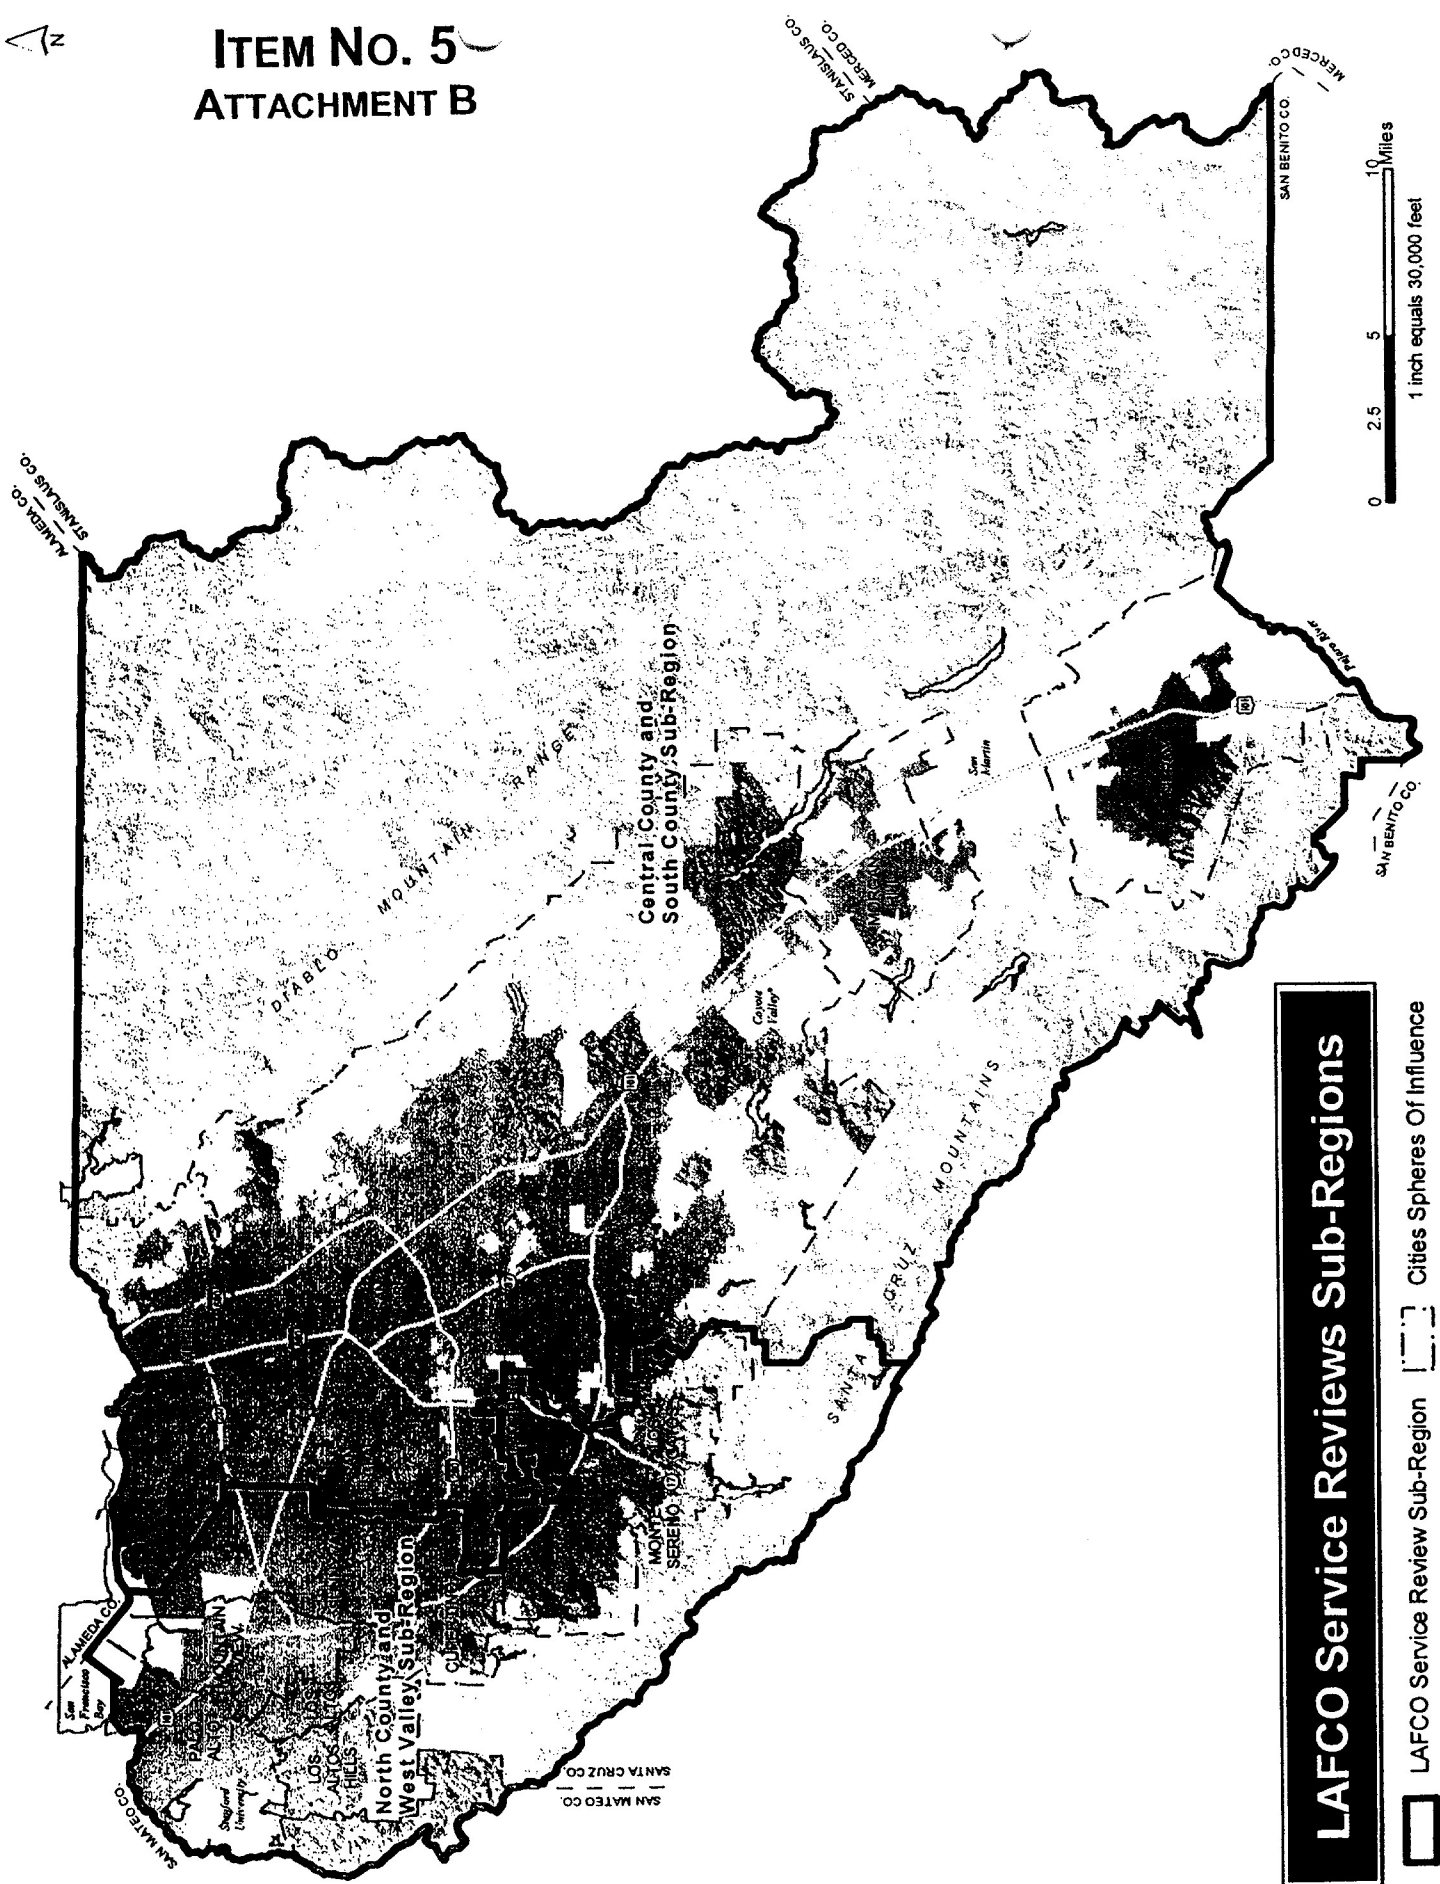 ITEM NO. 5
ATTACHMENT B
N
STANISLAUS CO.
MERCED CO.
MERCED CO.
SAN BENITO CO.
ALAMEDA CO.
STANISLAUS CO.
DIABLO MOUNTAIN RANGE
Central County and
South County Sub-Region
San
Martin
Coyote
Valley
101
101
Pajaro River
SAN BENITO CO.
SANTA CRUZ MOUNTAINS
MONTE
SERENO
17
ALAMEDA CO.
San
Francisco
Bay
101
PALO
ALTO
MOUNTAIN
VIEW
LOS
ALTOS
LOS
ALTOS
HILLS
Stanford
University
North County and
West Valley Sub-Region
SAN MATEO CO.
SAN MATEO CO.
SANTA CRUZ CO.
0 2.5 5 10
Miles
1 inch equals 30,000 feet
LAFCO Service Reviews Sub-Regions
LAFCO Service Review Sub-Region
Cities Spheres Of Influence